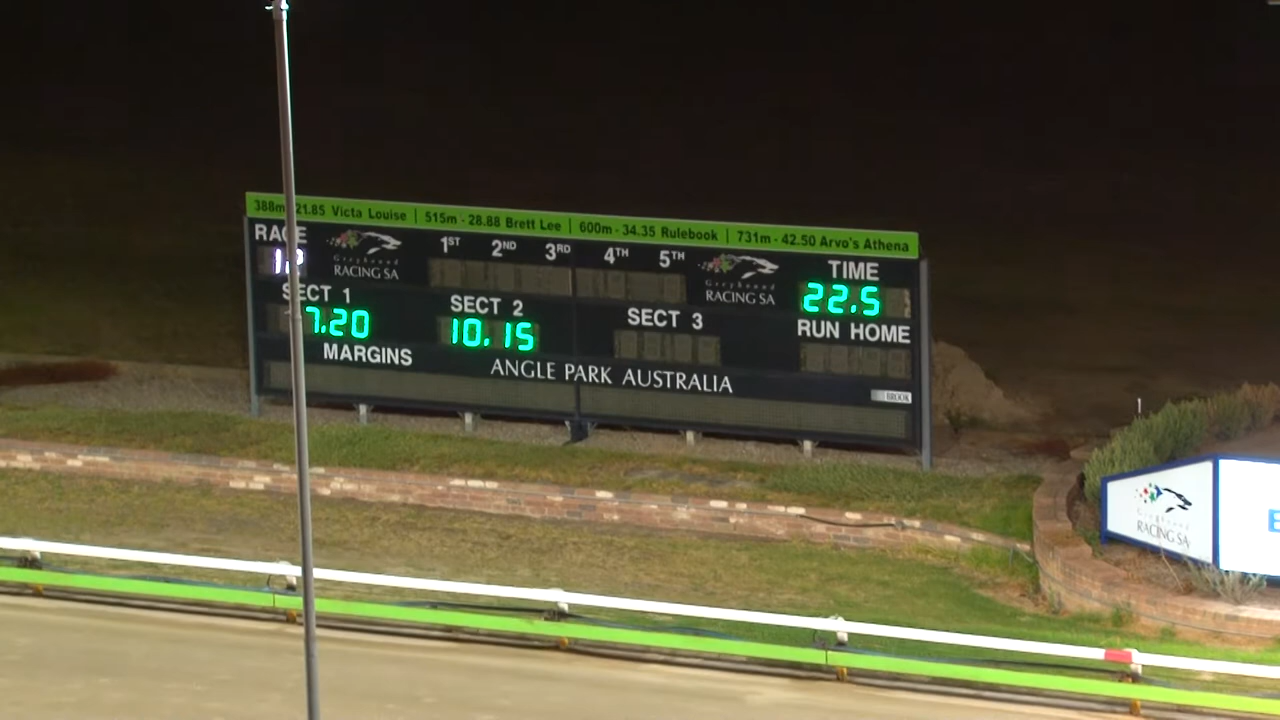 388m - 21.85 Victa Louise | 515m - 28.88 Brett Lee | 600m - 34.35 Rulebook | 731m - 42.50 Arvo's Athena
RACE
Greyhound
RACING SA
1ST 2ND 3RD 4TH 5TH
Greyhound
RACING SA
TIME
22.5
SECT 1
7.20
SECT 2
10.15
SECT 3
RUN HOME
MARGINS
ANGLE PARK AUSTRALIA
BROOK
Greyhound
RACING SA